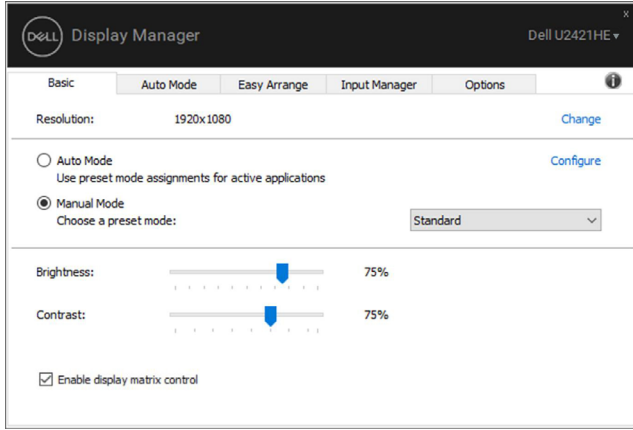 x
DELL Display Manager Dell U2421HE
Basic Auto Mode Easy Arrange Input Manager Options i
Resolution: 1920x1080 Change
Auto Mode Configure
Use preset mode assignments for active applications
Manual Mode
Choose a preset mode: Standard
Brightness: 75%
Contrast: 75%
Enable display matrix control